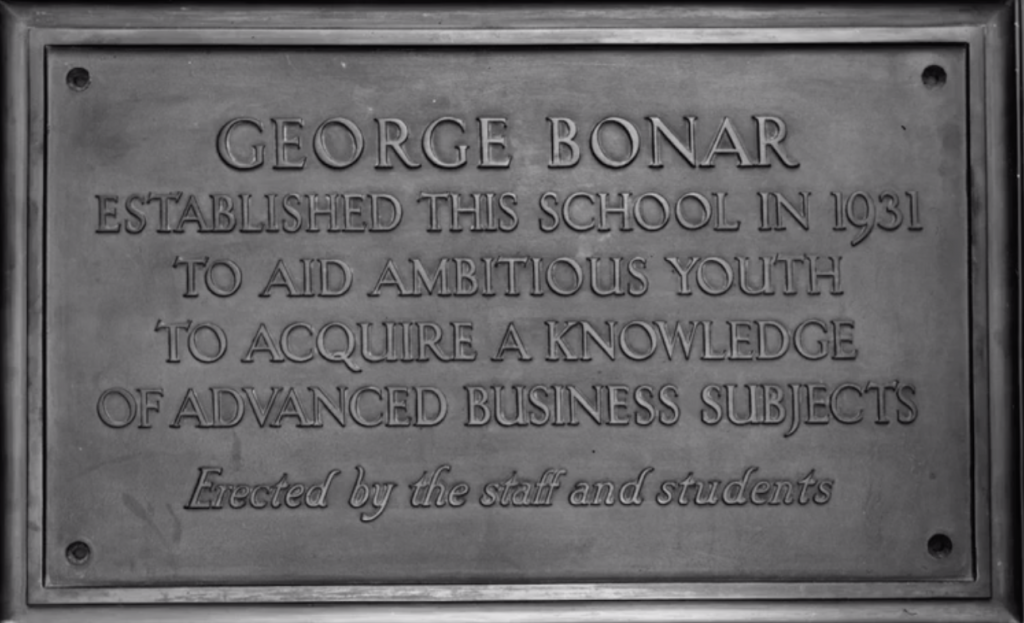 GEORGE BONAR
ESTABLISHED THIS SCHOOL IN 1931
TO AID AMBITIOUS YOUTH
TO ACQUIRE A KNOWLEDGE
OF ADVANCED BUSINESS SUBJECTS
Erected by the staff and students